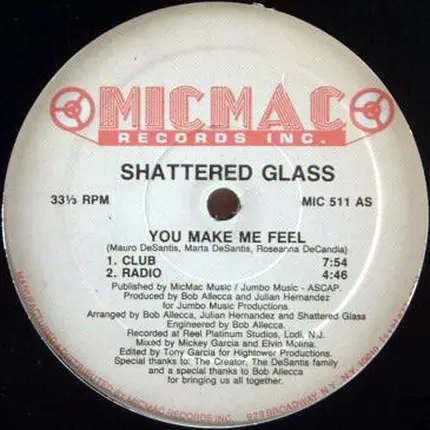 MICMAC
RECORDS INC.
SHATTERED GLASS
33⅓ RPM
MIC 511 AS
YOU MAKE ME FEEL
(Mauro DeSantis, Marta DeSantis, Roseanna DeCandia)
1. CLUB 7:54
2. RADIO 4:46
Published by MicMac Music / Jumbo Music - ASCAP.
Produced by Bob Allecca and Julian Hernandez
for Jumbo Music Productions.
Arranged by Bob Allecca, Julian Hernandez and Shattered Glass
Engineered by Bob Allecca.
Recorded at Reel Platinum Studios, Lodi, N.J.
Mixed by Mickey Garcia and Elvin Molina.
Edited by Tony Garcia for Hightower Productions.
Special thanks to: The Creator, The DeSantis family
and a special thanks to Bob Allecca
for bringing us all together.
BY MICMAC RECORDS INC. BROADWAY, N.Y. N.Y.